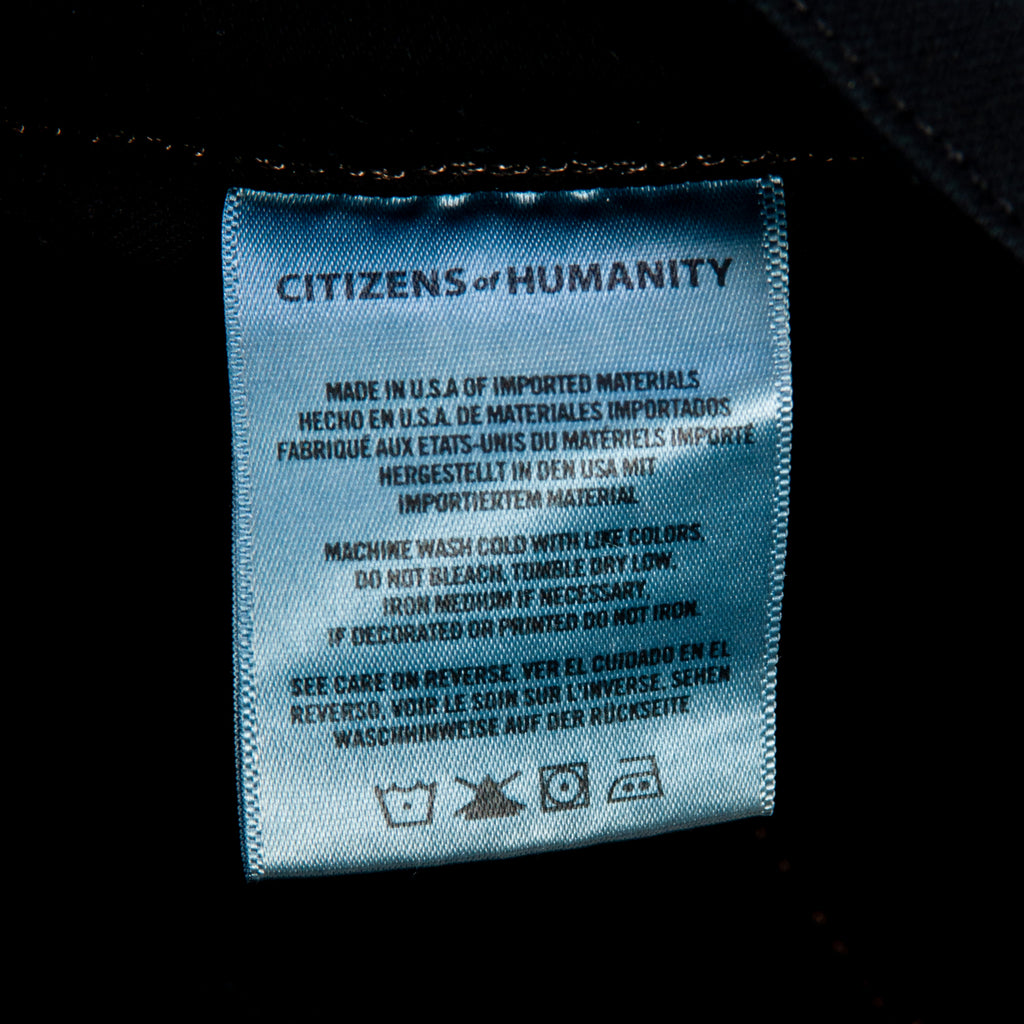 CITIZENS of HUMANITY
MADE IN U.S.A OF IMPORTED MATERIALS
HECHO EN U.S.A. DE MATERIALES IMPORTADOS
FABRIQUÉ AUX ETATS-UNIS DU MATÉRIELS IMPORTE
HERGESTELLT IN DEN USA MIT
IMPORTIERTEM MATERIAL
MACHINE WASH COLD WITH LIKE COLORS,
DO NOT BLEACH, TUMBLE DRY LOW,
IRON MEDIUM IF NECESSARY.
IF DECORATED OR PRINTED DO NOT IRON.
SEE CARE ON REVERSE. VER EL CUIDADO EN EL
REVERSO, VOIR LE SOIN SUR L'INVERSE. SEHEN
WASCHHINWEISE AUF DER RÜCKSEITE